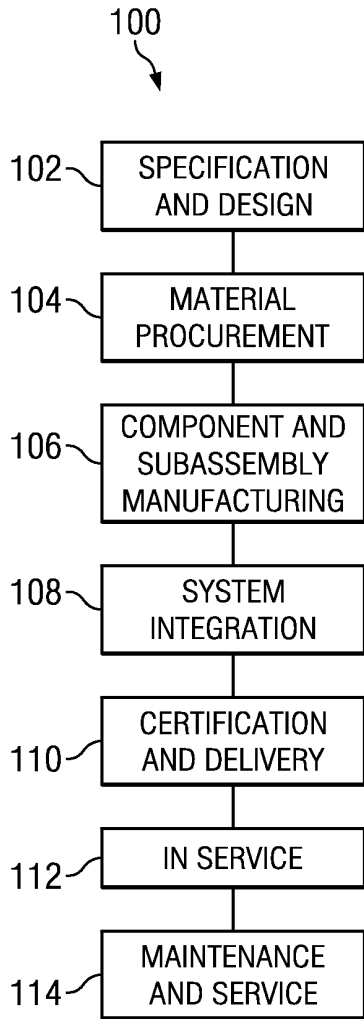 100
102
SPECIFICATION
AND DESIGN
104
MATERIAL
PROCUREMENT
106
COMPONENT AND
SUBASSEMBLY
MANUFACTURING
108
SYSTEM
INTEGRATION
110
CERTIFICATION
AND DELIVERY
112
IN SERVICE
114
MAINTENANCE
AND SERVICE